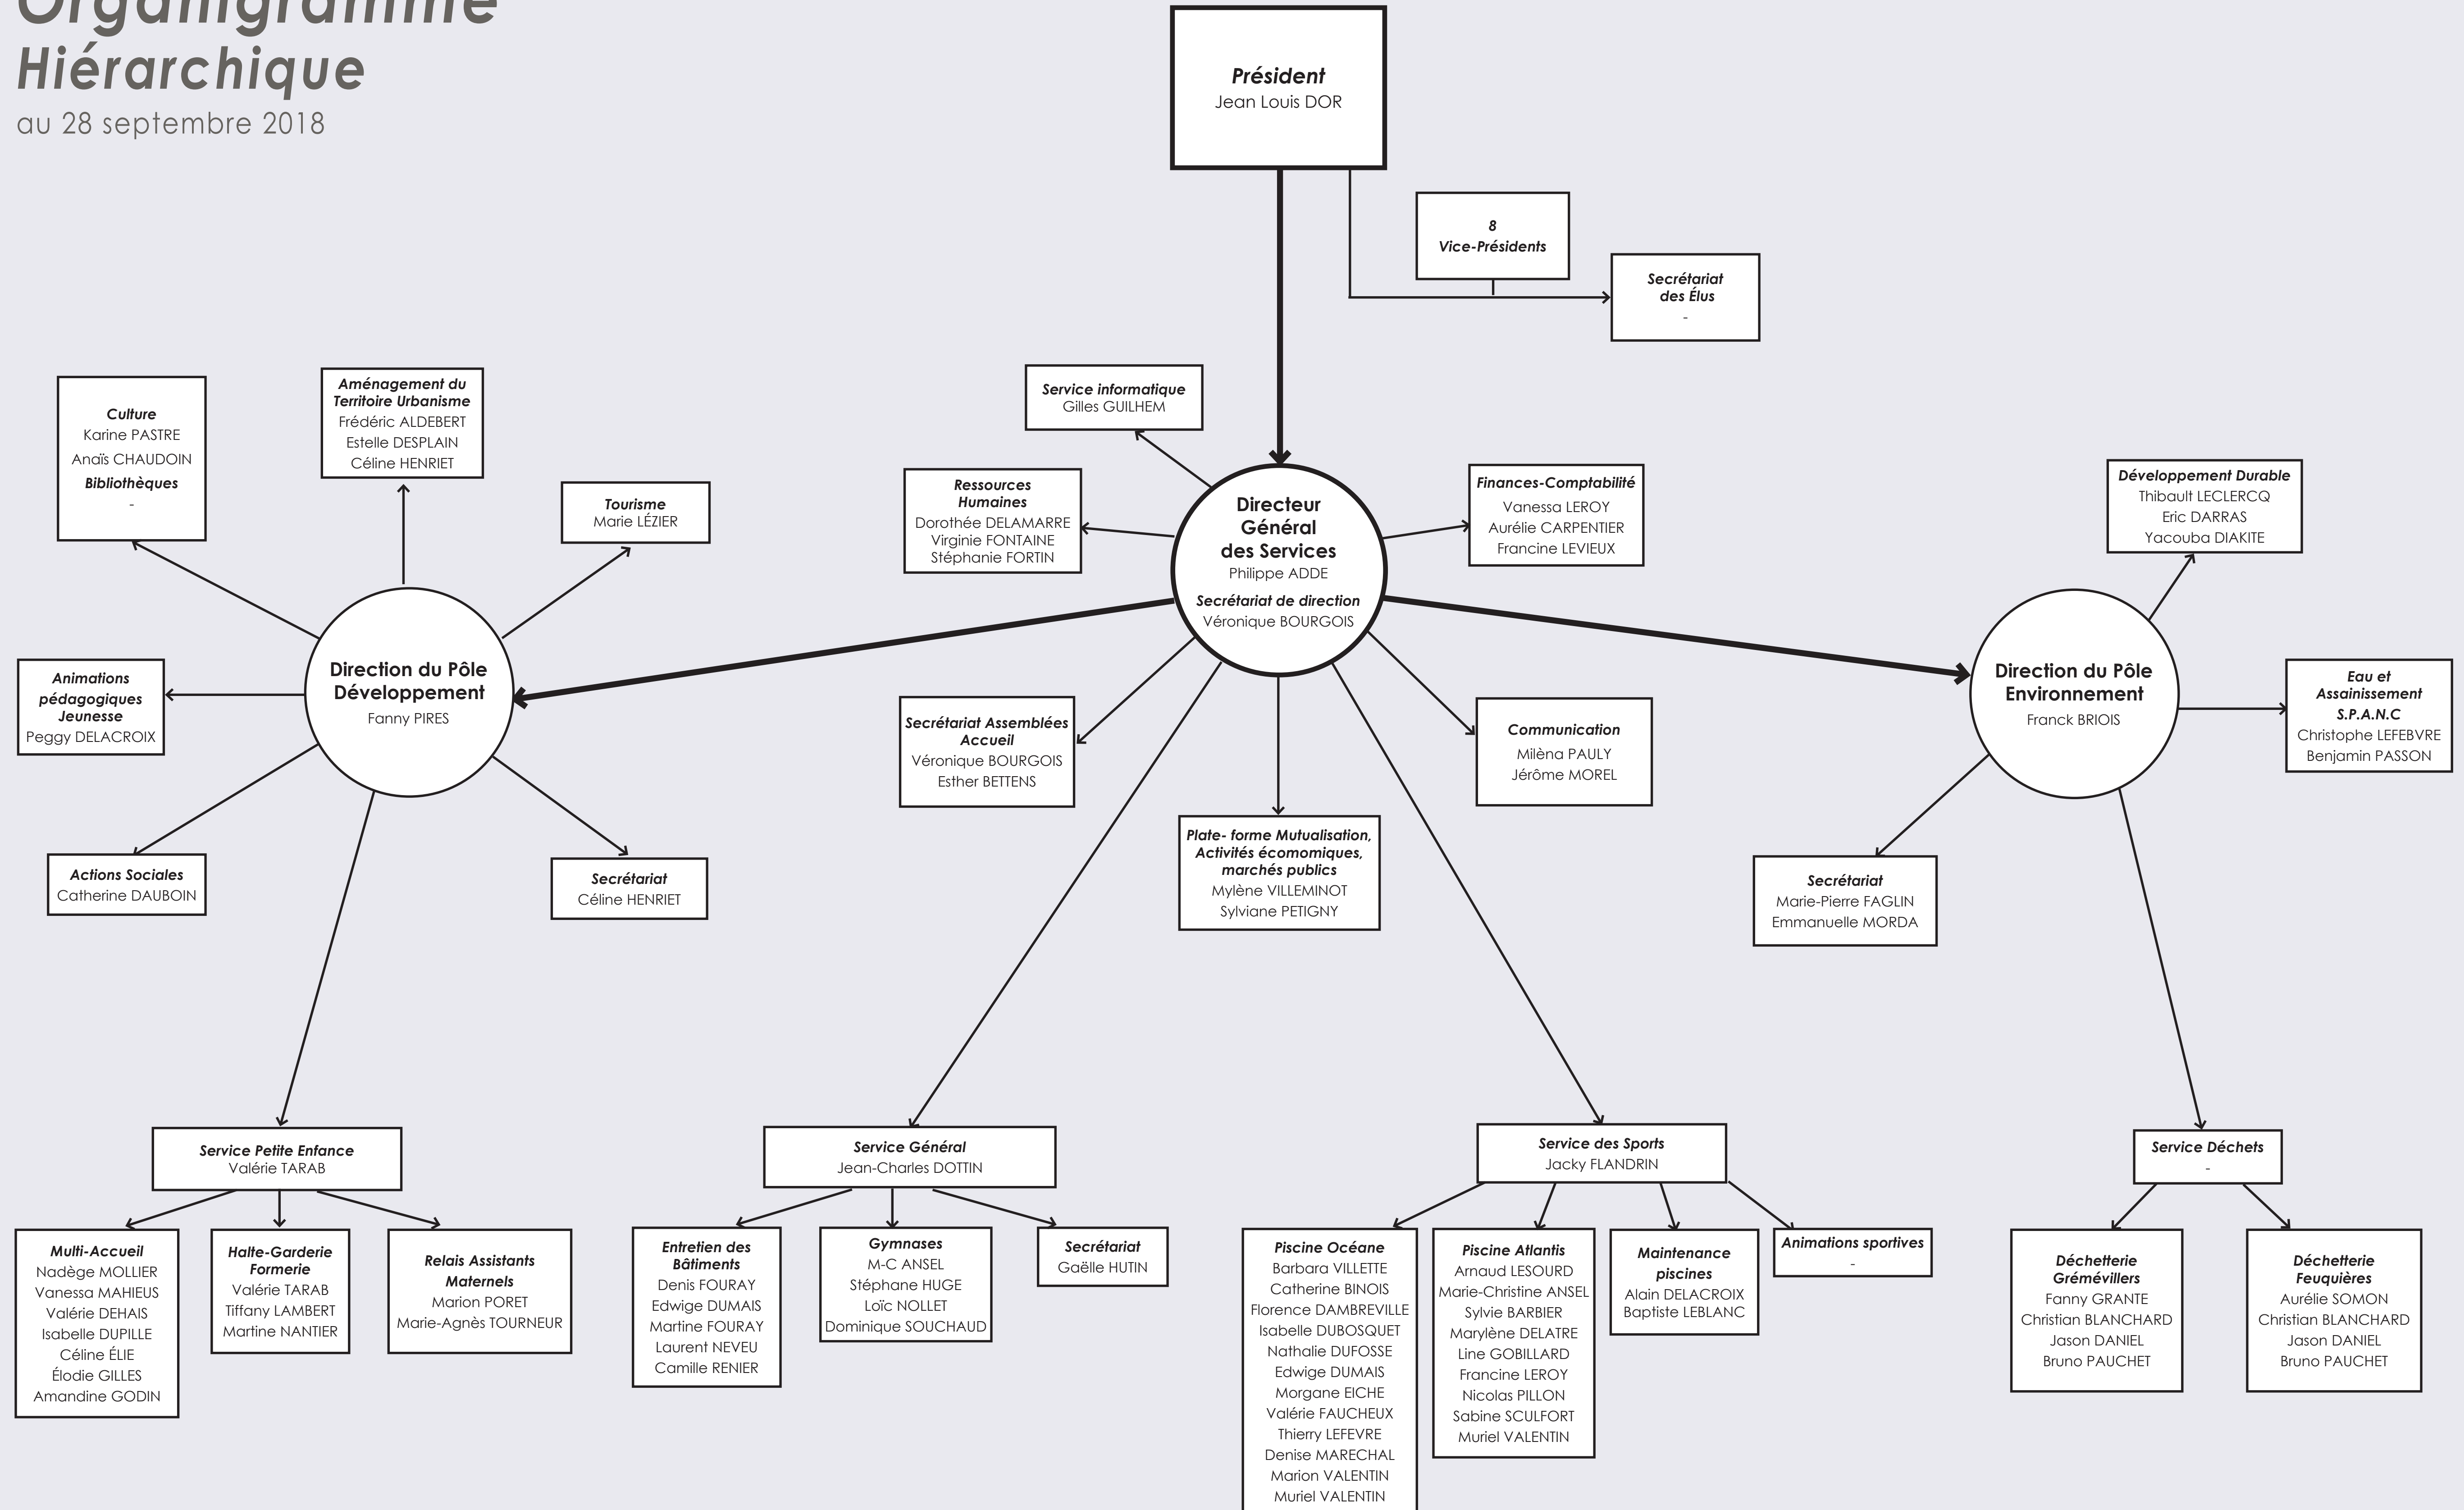 Organigramme
Hiérarchique
au 28 septembre 2018
Président
Jean Louis DOR
8
Vice-Présidents
Secrétariat
des Élus
-
Service informatique
Gilles GUILHEM
Ressources
Humaines
Dorothée DELAMARRE
Virginie FONTAINE
Stéphanie FORTIN
Directeur
Général
des Services
Philippe ADDE
Secrétariat de direction
Véronique BOURGOIS
Finances-Comptabilité
Vanessa LEROY
Aurélie CARPENTIER
Francine LEVIEUX
Secrétariat Assemblées
Accueil
Véronique BOURGOIS
Esther BETTENS
Plate- forme Mutualisation,
Activités écomomiques,
marchés publics
Mylène VILLEMINOT
Sylviane PETIGNY
Communication
Milèna PAULY
Jérôme MOREL
Culture
Karine PASTRE
Anaïs CHAUDOIN
Bibliothèques
-
Aménagement du
Territoire Urbanisme
Frédéric ALDEBERT
Estelle DESPLAIN
Céline HENRIET
Tourisme
Marie LÉZIER
Direction du Pôle
Développement
Fanny PIRES
Animations
pédagogiques
Jeunesse
Peggy DELACROIX
Actions Sociales
Catherine DAUBOIN
Secrétariat
Céline HENRIET
Développement Durable
Thibault LECLERCQ
Eric DARRAS
Yacouba DIAKITE
Direction du Pôle
Environnement
Franck BRIOIS
Eau et
Assainissement
S.P.A.N.C
Christophe LEFEBVRE
Benjamin PASSON
Secrétariat
Marie-Pierre FAGLIN
Emmanuelle MORDA
Service Petite Enfance
Valérie TARAB
Multi-Accueil
Nadège MOLLIER
Vanessa MAHIEUS
Valérie DEHAIS
Isabelle DUPILLE
Céline ÉLIE
Élodie GILLES
Amandine GODIN
Halte-Garderie
Formerie
Valérie TARAB
Tiffany LAMBERT
Martine NANTIER
Relais Assistants
Maternels
Marion PORET
Marie-Agnès TOURNEUR
Service Général
Jean-Charles DOTTIN
Entretien des
Bâtiments
Denis FOURAY
Edwige DUMAIS
Martine FOURAY
Laurent NEVEU
Camille RENIER
Gymnases
M-C ANSEL
Stéphane HUGE
Loïc NOLLET
Dominique SOUCHAUD
Secrétariat
Gaëlle HUTIN
Service des Sports
Jacky FLANDRIN
Piscine Océane
Barbara VILLETTE
Catherine BINOIS
Florence DAMBREVILLE
Isabelle DUBOSQUET
Nathalie DUFOSSE
Edwige DUMAIS
Morgane EICHE
Valérie FAUCHEUX
Thierry LEFEVRE
Denise MARECHAL
Marion VALENTIN
Muriel VALENTIN
Piscine Atlantis
Arnaud LESOURD
Marie-Christine ANSEL
Sylvie BARBIER
Marylène DELATRE
Line GOBILLARD
Francine LEROY
Nicolas PILLON
Sabine SCULFORT
Muriel VALENTIN
Maintenance
piscines
Alain DELACROIX
Baptiste LEBLANC
Animations sportives
-
Service Déchets
-
Déchetterie
Grémévillers
Fanny GRANTE
Christian BLANCHARD
Jason DANIEL
Bruno PAUCHET
Déchetterie
Feuquières
Aurélie SOMON
Christian BLANCHARD
Jason DANIEL
Bruno PAUCHET